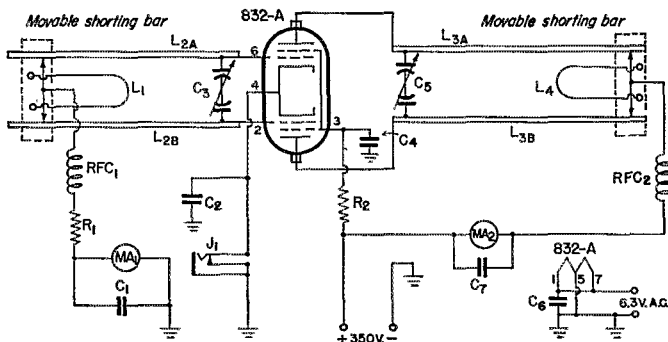 832-A
Movable shorting bar
Movable shorting bar
L2A
L3A
6
C3
C5
L1
4
L4
2
3
L2B
L3B
C4
RFC1
RFC2
C2
R2
R1
MA1
J1
MA2
832-A
C1
C7
1 5 7
C6
6.3V. A.C.
+ 350V. -